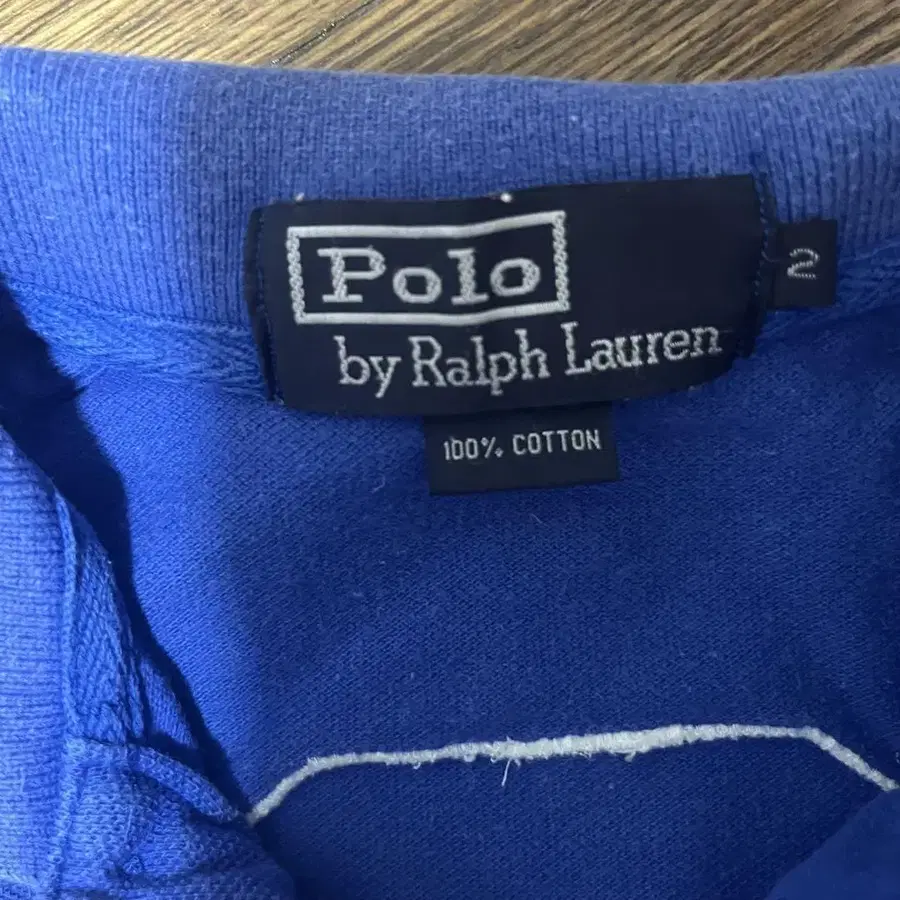 Polo
by Ralph Lauren
2
100% COTTON